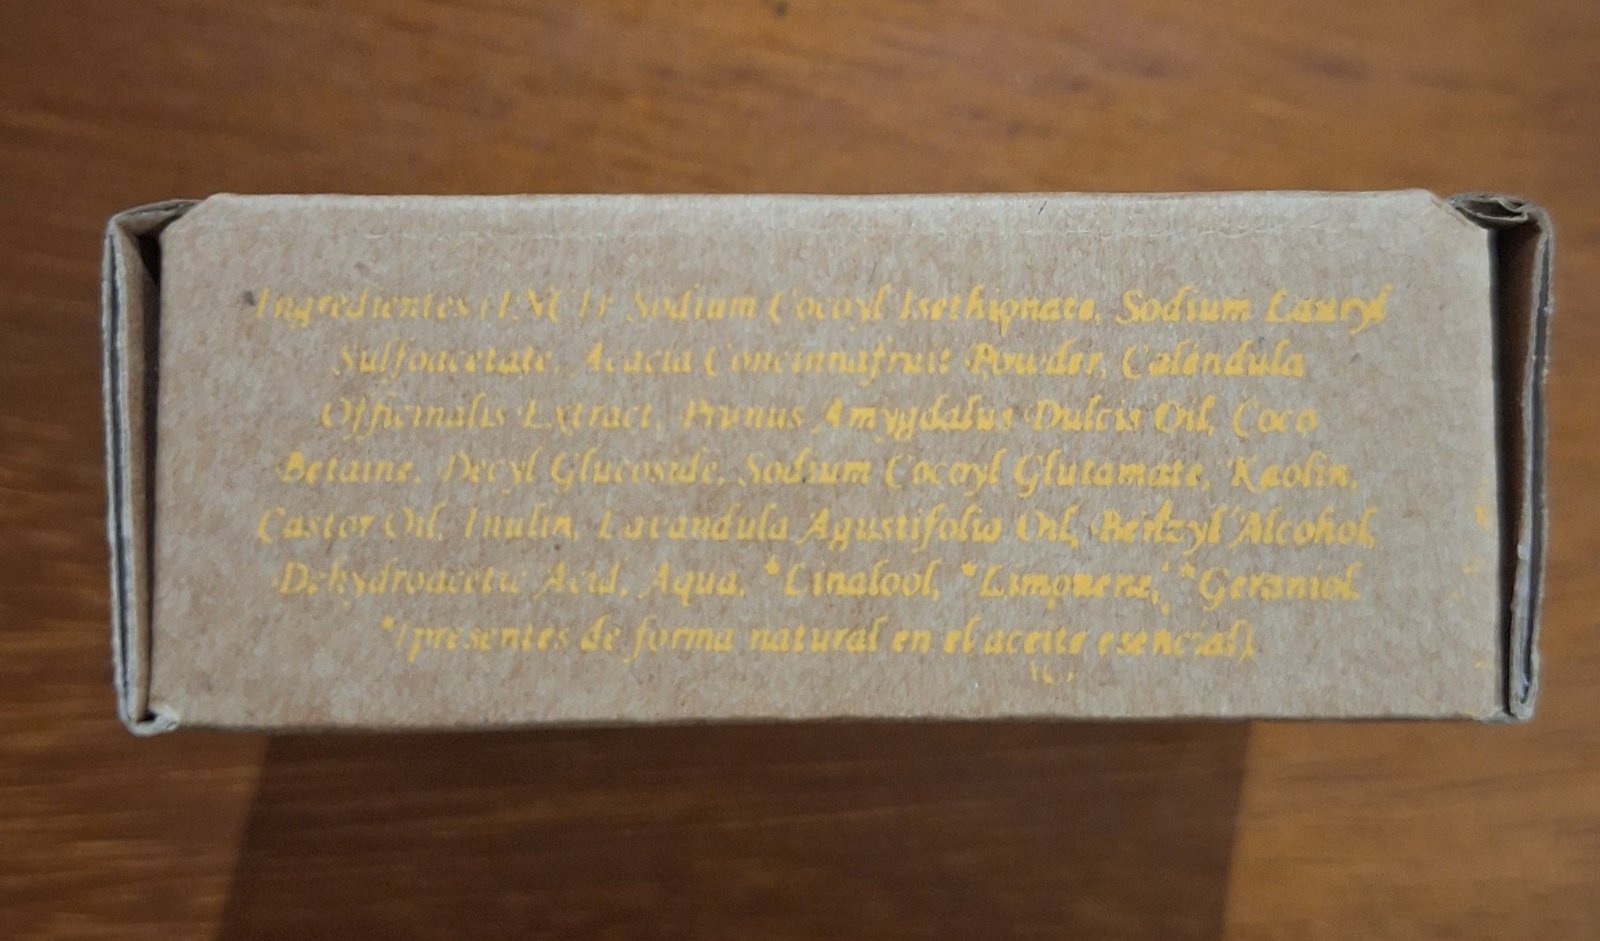 Ingredientes (INCI): Sodium Cocoyl Isethionate, Sodium Lauryl
Sulfoacetate, Acacia Concinnafruit Powder, Caléndula
Officinalis Extract, Prunus Amygdalus Dulcis Oil, Coco
Betaine, Decyl Glucoside, Sodium Cocoyl Glutamate, Kaolin,
Castor Oil, Inulin, Lavandula Agustifolia Oil, Benzyl Alcohol,
Dehydroacetic Acid, Aqua, *Linalool, *Limonene, *Geraniol.
*(presentes de forma natural en el aceite esencial).